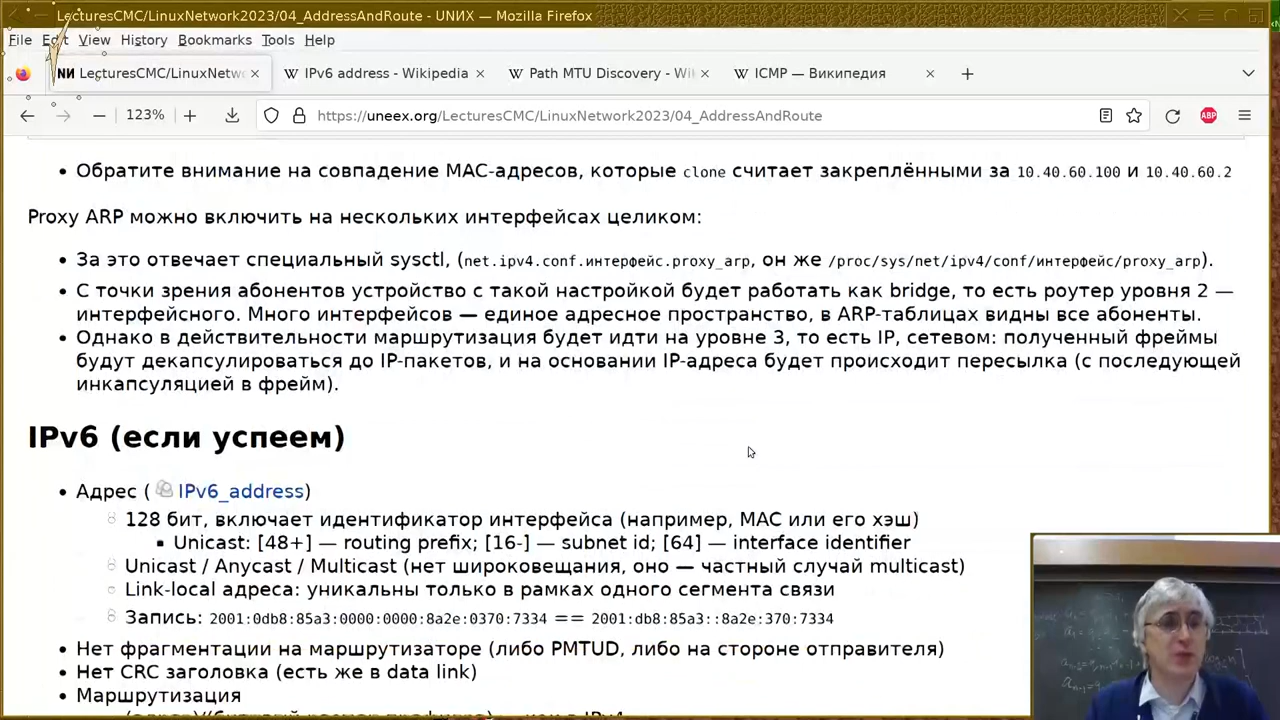 LecturesCMC/LinuxNetwork2023/04_AddressAndRoute - UNИX — Mozilla Firefox
File Edit View History Bookmarks Tools Help
NИ LecturesCMC/LinuxNetwo
IPv6 address - Wikipedia
Path MTU Discovery - Wi
ICMP — Википедия
123%
https://uneex.org/LecturesCMC/LinuxNetwork2023/04_AddressAndRoute
ABP
Обратите внимание на совпадение MAC-адресов, которые clone считает закреплёнными за 10.40.60.100 и 10.40.60.2
Proxy ARP можно включить на нескольких интерфейсах целиком:
За это отвечает специальный sysctl, (net.ipv4.conf.интерфейс.proxy_arp, он же /proc/sys/net/ipv4/conf/интерфейс/proxy_arp).
С точки зрения абонентов устройство с такой настройкой будет работать как bridge, то есть роутер уровня 2 —
интерфейсного. Много интерфейсов — единое адресное пространство, в ARP-таблицах видны все абоненты.
Однако в действительности маршрутизация будет идти на уровне 3, то есть IP, сетевом: полученный фреймы
будут декапсулироваться до IP-пакетов, и на основании IP-адреса будет происходит пересылка (с последующей
инкапсуляцией в фрейм).
IPv6 (если успеем)
Адрес ( IPv6_address)
128 бит, включает идентификатор интерфейса (например, MAC или его хэш)
Unicast: [48+] — routing prefix; [16-] — subnet id; [64] — interface identifier
Unicast / Anycast / Multicast (нет широковещания, оно — частный случай multicast)
Link-local адреса: уникальны только в рамках одного сегмента связи
Запись: 2001:0db8:85a3:0000:0000:8a2e:0370:7334 == 2001:db8:85a3::8a2e:370:7334
Нет фрагментации на маршрутизаторе (либо PMTUD, либо на стороне отправителя)
Нет CRC заголовка (есть же в data link)
Маршрутизация